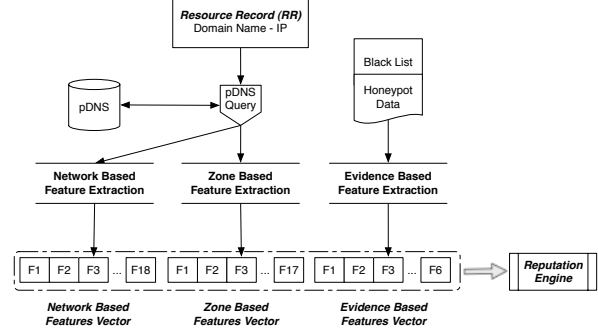 Resource Record (RR)
Domain Name - IP
pDNS
pDNS
Query
Black List
Honeypot
Data
Network Based
Feature Extraction
Zone Based
Feature Extraction
Evidence Based
Feature Extraction
F1 F2 F3 ... F18
F1 F2 F3 ... F17
F1 F2 F3 ... F6
Reputation
Engine
Network Based
Features Vector
Zone Based
Features Vector
Evidence Based
Features Vector